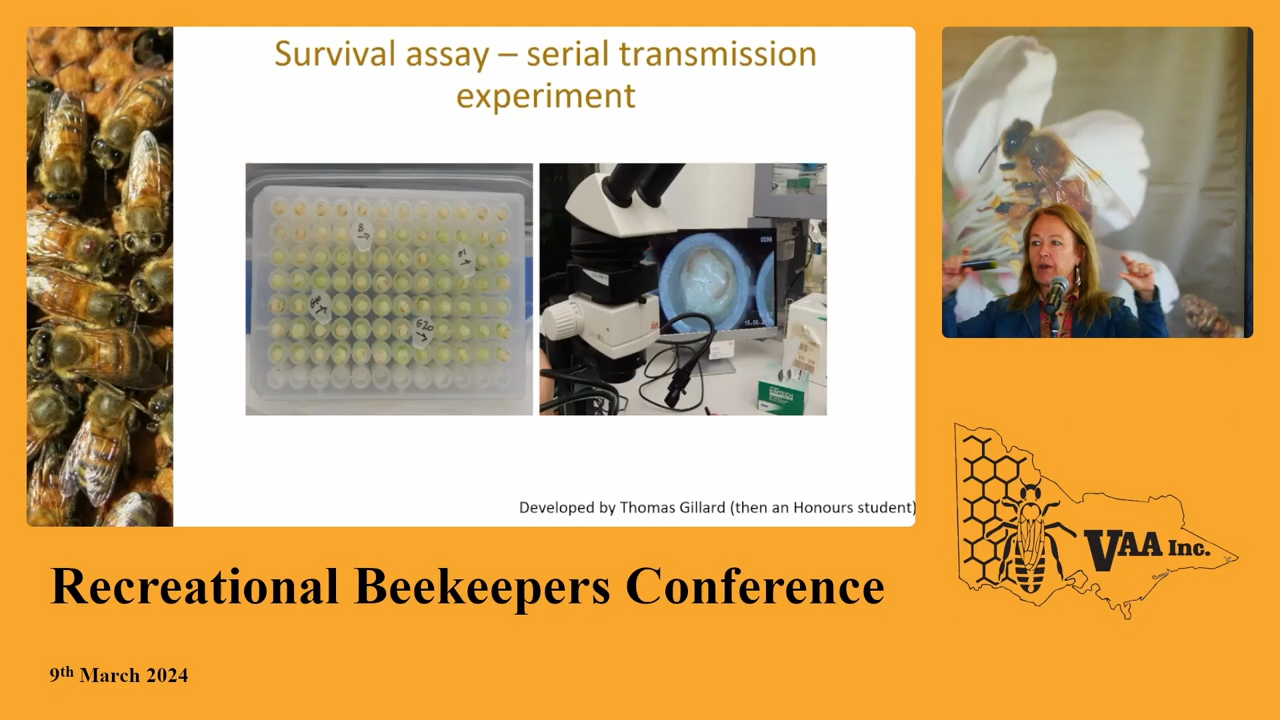 Survival assay – serial transmission
experiment
Developed by Thomas Gillard (then an Honours student)
VAA Inc.
Recreational Beekeepers Conference
9th March 2024